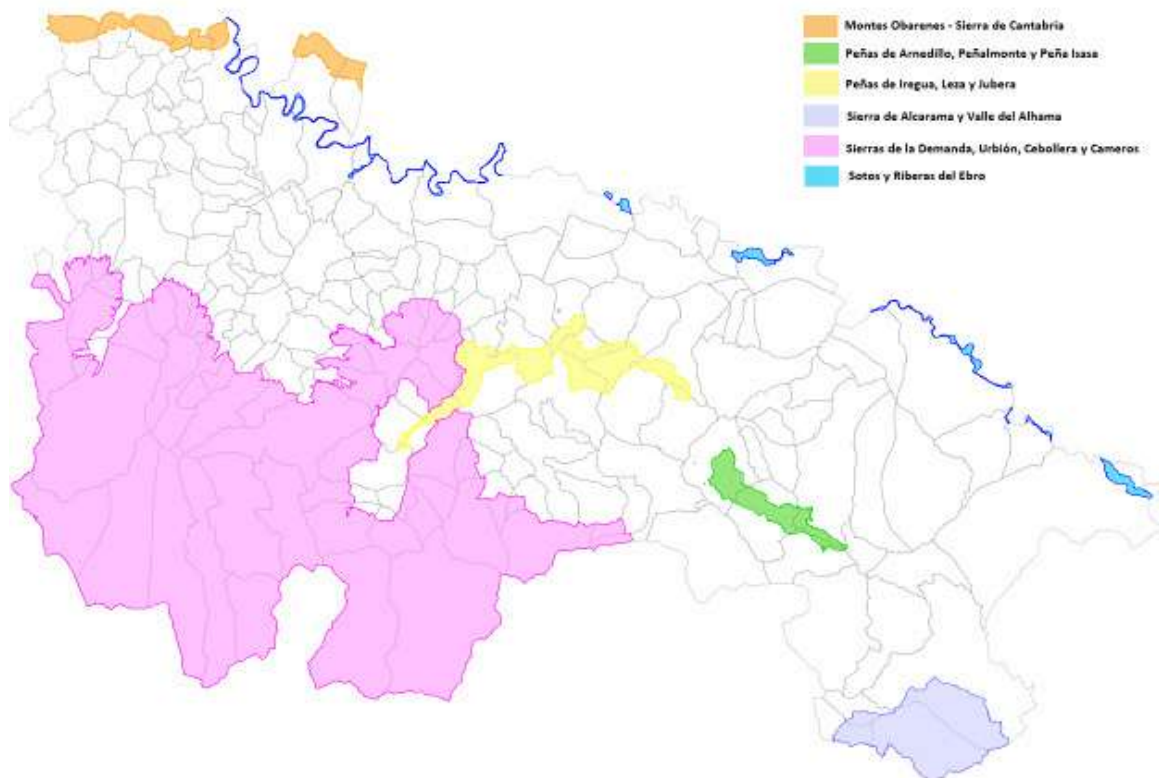 Montes Obarenes - Sierra de Cantabria
Peñas de Arnedillo, Peñalmonte y Peña Isasa
Peñas de Iregua, Leza y Jubera
Sierra de Alcarama y Valle del Alhama
Sierras de la Demanda, Urbión, Cebollera y Cameros
Sotos y Riberas del Ebro